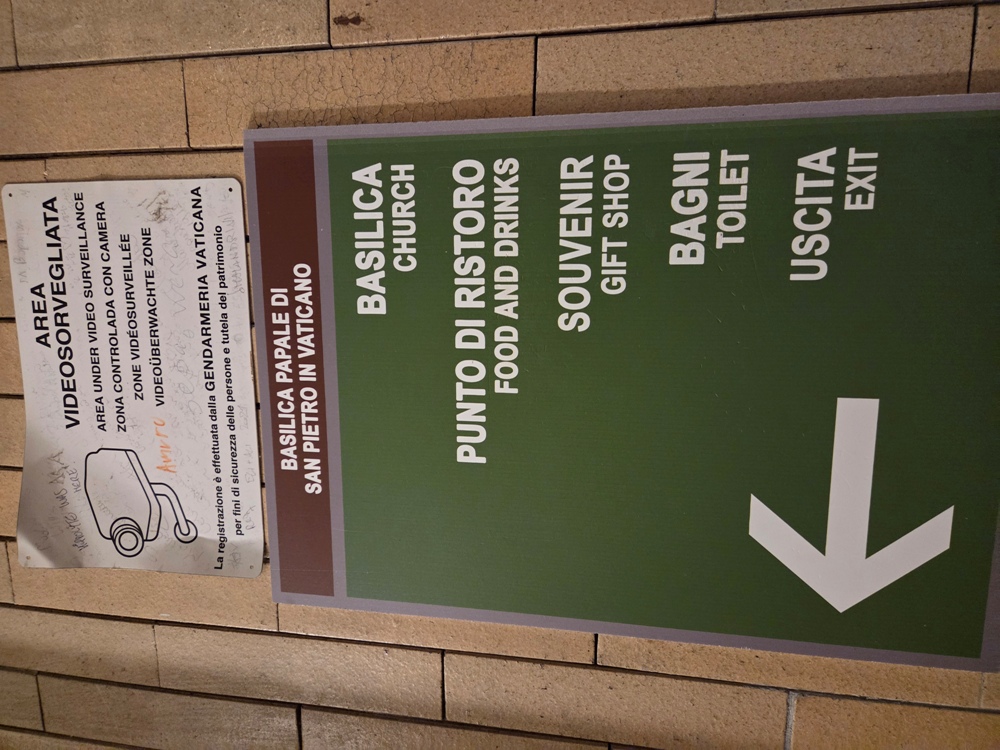 AREA
VIDEOSORVEGLIATA
AREA UNDER VIDEO SURVEILLANCE
ZONA CONTROLADA CON CAMERA
ZONE VIDÉOSURVEILLÉE
VIDEOÜBERWACHTE ZONE
La registrazione è effettuata dalla GENDARMERIA VATICANA
per fini di sicurezza delle persone e tutela del patrimonio
BASILICA PAPALE DI
SAN PIETRO IN VATICANO
BASILICA
CHURCH
PUNTO DI RISTORO
FOOD AND DRINKS
SOUVENIR
GIFT SHOP
BAGNI
TOILET
USCITA
EXIT